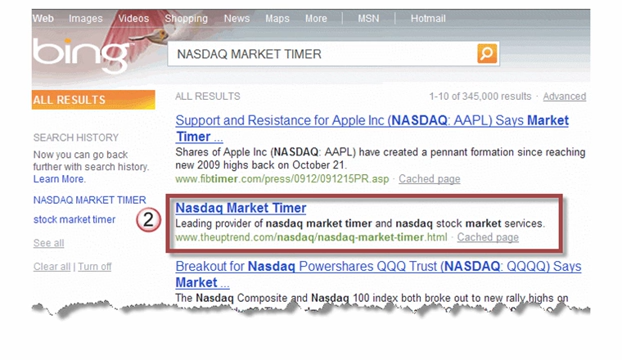 Web Images Videos Shopping News Maps More | MSN | Hotmail
bing
NASDAQ MARKET TIMER
ALL RESULTS
ALL RESULTS 1-10 of 345,000 results · Advanced
Support and Resistance for Apple Inc (NASDAQ: AAPL) Says Market
Timer ...
Shares of Apple Inc (NASDAQ: AAPL) have created a pennant formation since reaching
new 2009 highs back on October 21.
www.fibtimer.com/press/0912/091215PR.asp · Cached page
SEARCH HISTORY
Now you can go back
further with search history.
Learn More.
NASDAQ MARKET TIMER
stock market timer
See all
Clear all | Turn off
2
Nasdaq Market Timer
Leading provider of nasdaq market timer and nasdaq stock market services.
www.theuptrend.com/nasdaq/nasdaq-market-timer.html · Cached page
Breakout for Nasdaq Powershares QQQ Trust (NASDAQ: QQQQ) Says
Market ...
The Nasdaq Composite and Nasdaq 100 index both broke out to new rally highs on